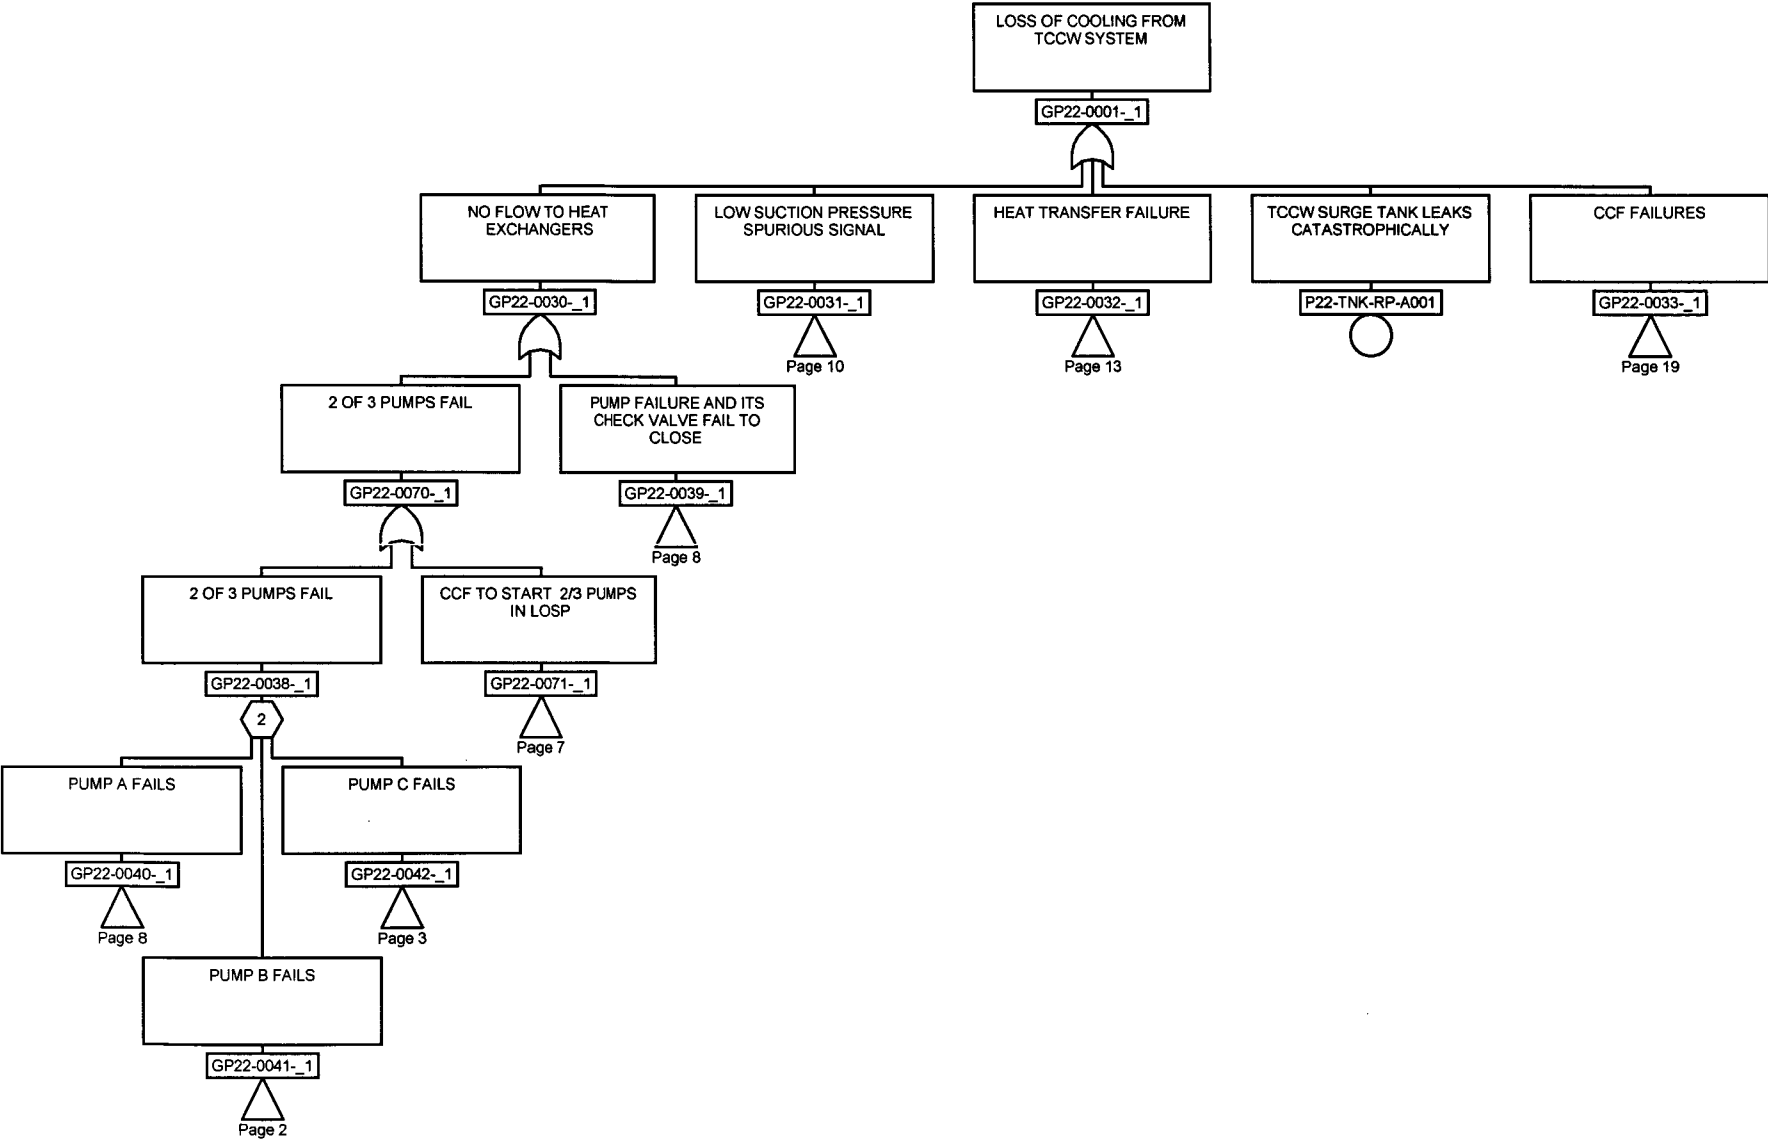 LOSS OF COOLING FROM
TCCW SYSTEM
GP22-0001-_1
NO FLOW TO HEAT
EXCHANGERS
GP22-0030-_1
LOW SUCTION PRESSURE
SPURIOUS SIGNAL
GP22-0031-_1
Page 10
HEAT TRANSFER FAILURE
GP22-0032-_1
Page 13
TCCW SURGE TANK LEAKS
CATASTROPHICALLY
P22-TNK-RP-A001
CCF FAILURES
GP22-0033-_1
Page 19
2 OF 3 PUMPS FAIL
GP22-0070-_1
PUMP FAILURE AND ITS
CHECK VALVE FAIL TO
CLOSE
GP22-0039-_1
Page 8
2 OF 3 PUMPS FAIL
GP22-0038-_1
2
CCF TO START 2/3 PUMPS
IN LOSP
GP22-0071-_1
Page 7
PUMP A FAILS
GP22-0040-_1
Page 8
PUMP C FAILS
GP22-0042-_1
Page 3
PUMP B FAILS
GP22-0041-_1
Page 2